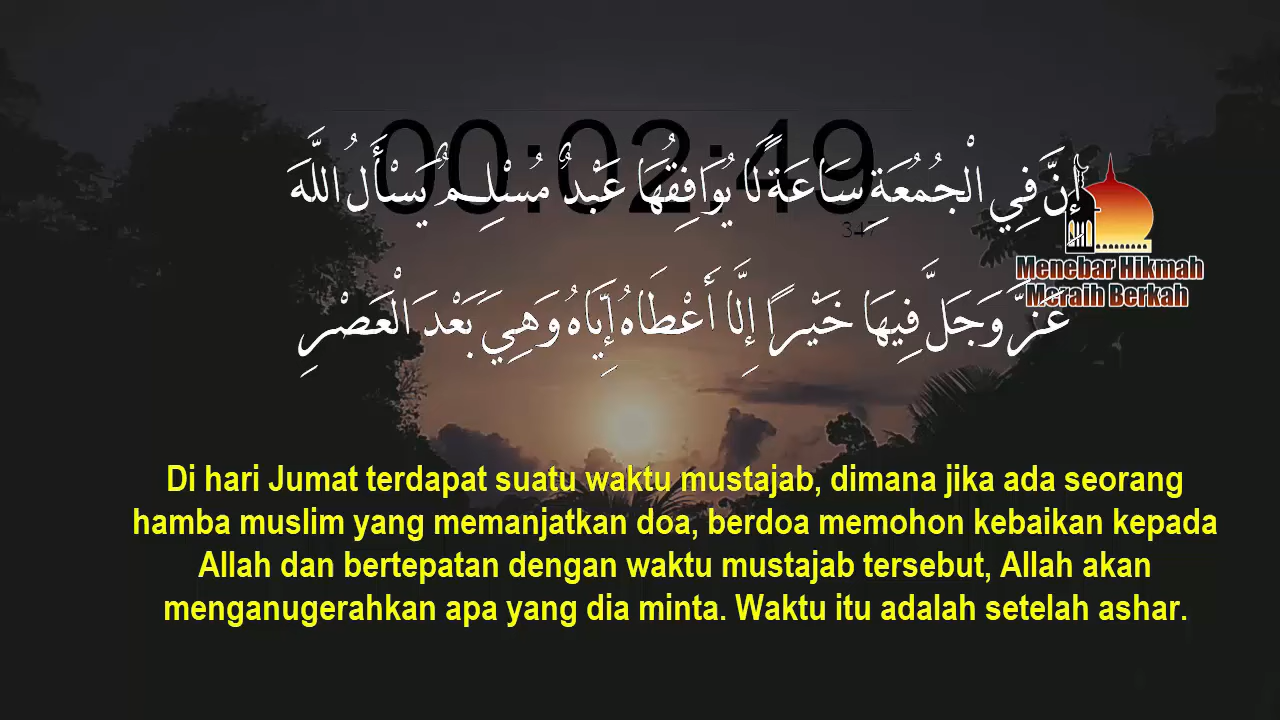 00:02:49
347
إِنَّ فِي الْجُمُعَةِ سَاعَةً لَا يُوَافِقُهَا عَبْدٌ مُسْلِمٌ يَسْأَلُ اللَّهَ
عَزَّ وَجَلَّ فِيهَا خَيْرًا إِلَّا أَعْطَاهُ إِيَّاهُ وَهِيَ بَعْدَ الْعَصْرِ
Menebar Hikmah
Meraih Berkah
Di hari Jumat terdapat suatu waktu mustajab, dimana jika ada seorang
hamba muslim yang memanjatkan doa, berdoa memohon kebaikan kepada
Allah dan bertepatan dengan waktu mustajab tersebut, Allah akan
menganugerahkan apa yang dia minta. Waktu itu adalah setelah ashar.